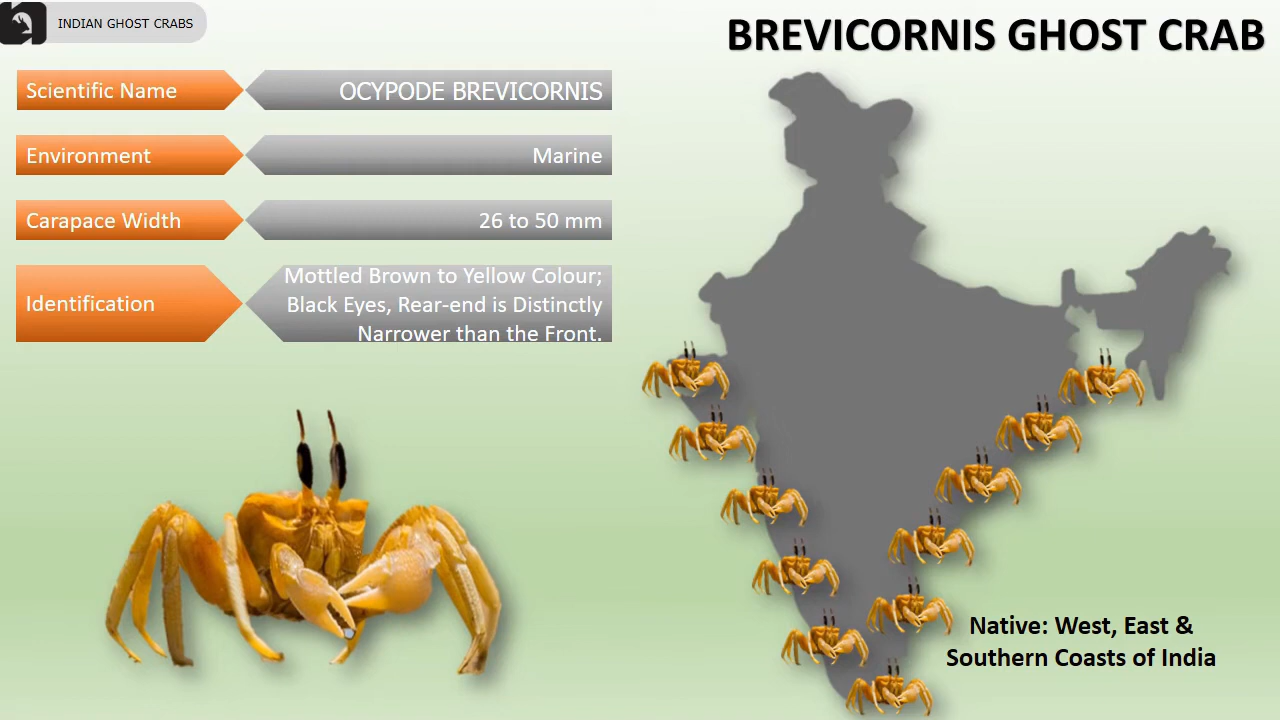 INDIAN GHOST CRABS
BREVICORNIS GHOST CRAB
Scientific Name
OCYPODE BREVICORNIS
Environment
Marine
Carapace Width
26 to 50 mm
Identification
Mottled Brown to Yellow Colour;
Black Eyes, Rear-end is Distinctly
Narrower than the Front.
Native: West, East &
Southern Coasts of India